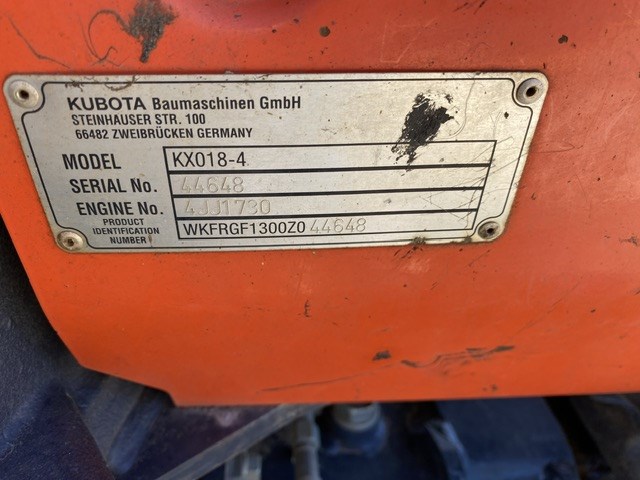 KUBOTA Baumaschinen GmbH
STEINHAUSER STR. 100
66482 ZWEIBRÜCKEN GERMANY
MODEL KX018-4
SERIAL No. 44648
ENGINE No. 4JJ1730
PRODUCT
IDENTIFICATION
NUMBER WKFRGF1300Z044648